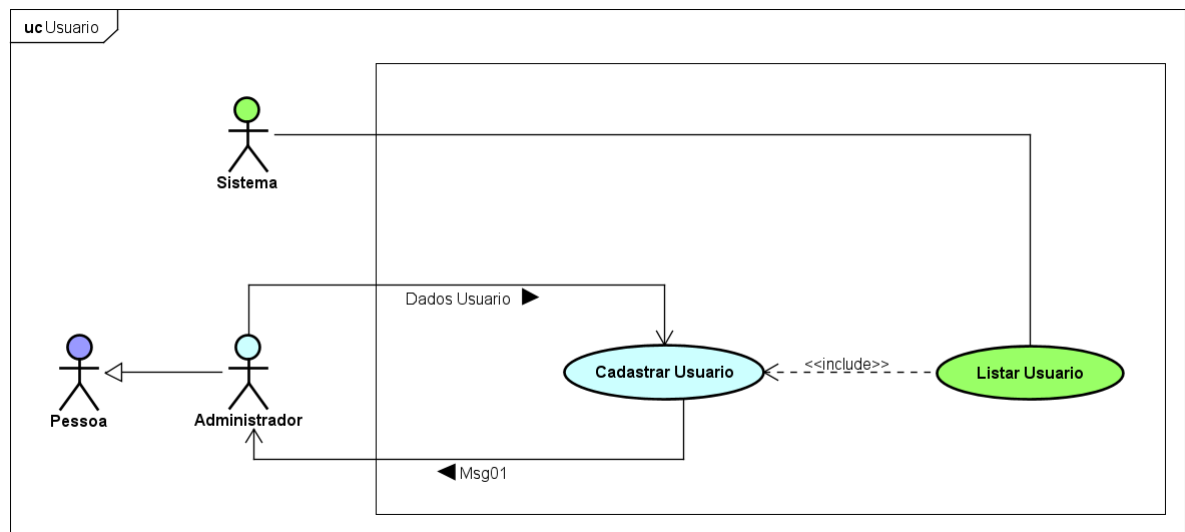 uc Usuario
Sistema
Dados Usuario
Pessoa
Administrador
Cadastrar Usuario
<<include>>
Listar Usuario
Msg01